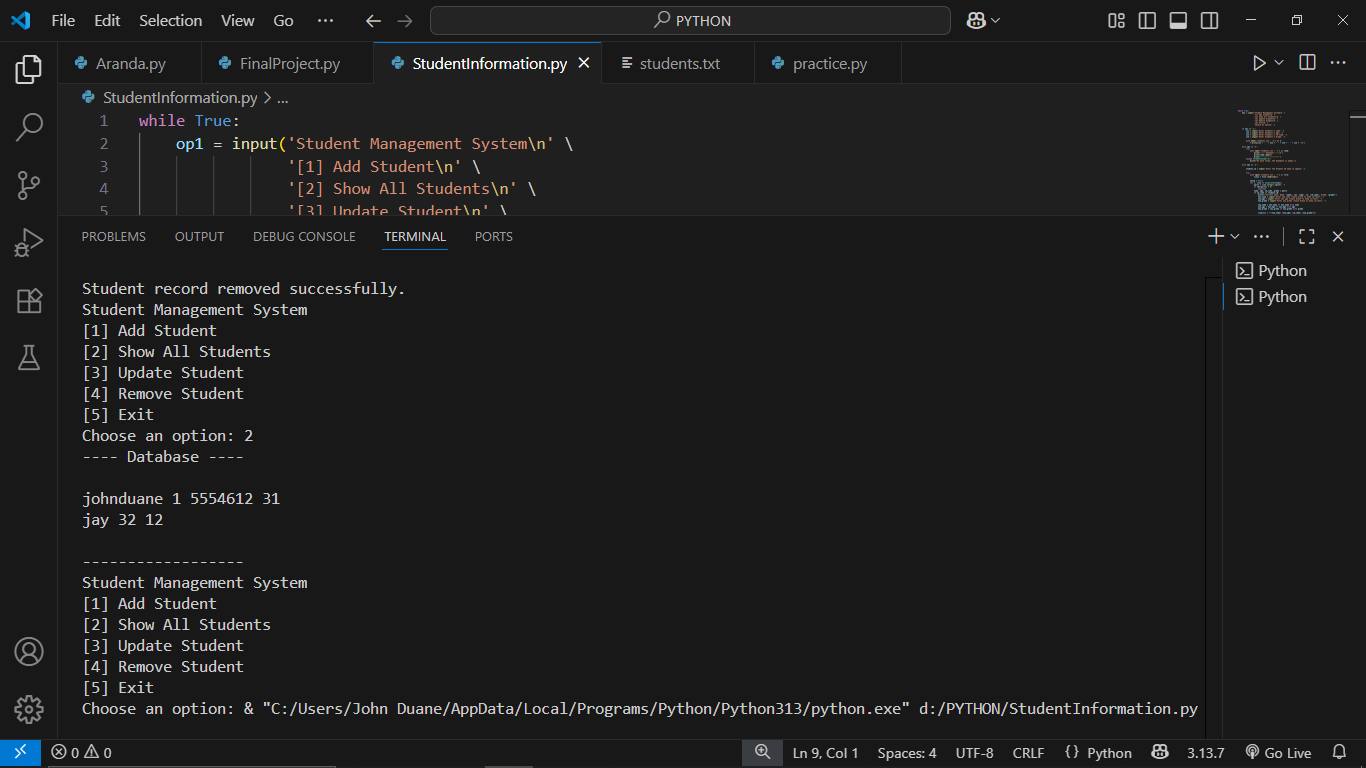 File Edit Selection View Go ··· PYTHON
Aranda.py FinalProject.py StudentInformation.py students.txt practice.py
StudentInformation.py > ...
1 while True:
2 op1 = input('Student Management System\n' \
3 '[1] Add Student\n' \
4 '[2] Show All Students\n' \
5 '[3] Update Student\n' \
PROBLEMS OUTPUT DEBUG CONSOLE TERMINAL PORTS
Python
Python
Student record removed successfully.
Student Management System
[1] Add Student
[2] Show All Students
[3] Update Student
[4] Remove Student
[5] Exit
Choose an option: 2
---- Database ----
johnduane 1 5554612 31
jay 32 12
------------------
Student Management System
[1] Add Student
[2] Show All Students
[3] Update Student
[4] Remove Student
[5] Exit
Choose an option: & "C:/Users/John Duane/AppData/Local/Programs/Python/Python313/python.exe" d:/PYTHON/StudentInformation.py
0 0 Ln 9, Col 1 Spaces: 4 UTF-8 CRLF {} Python 3.13.7 Go Live